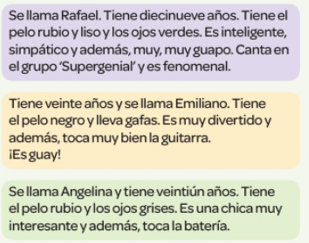 Se llama Rafael. Tiene diecinueve años. Tiene el
pelo rubio y liso y los ojos verdes. Es inteligente,
simpático y además, muy, muy guapo. Canta en
el grupo ‘Supergenial’ y es fenomenal.
Tiene veinte años y se llama Emiliano. Tiene
el pelo negro y lleva gafas. Es muy divertido y
además, toca muy bien la guitarra.
¡Es guay!
Se llama Angelina y tiene veintiún años. Tiene
el pelo rubio y los ojos grises. Es una chica muy
interesante y además, toca la batería.